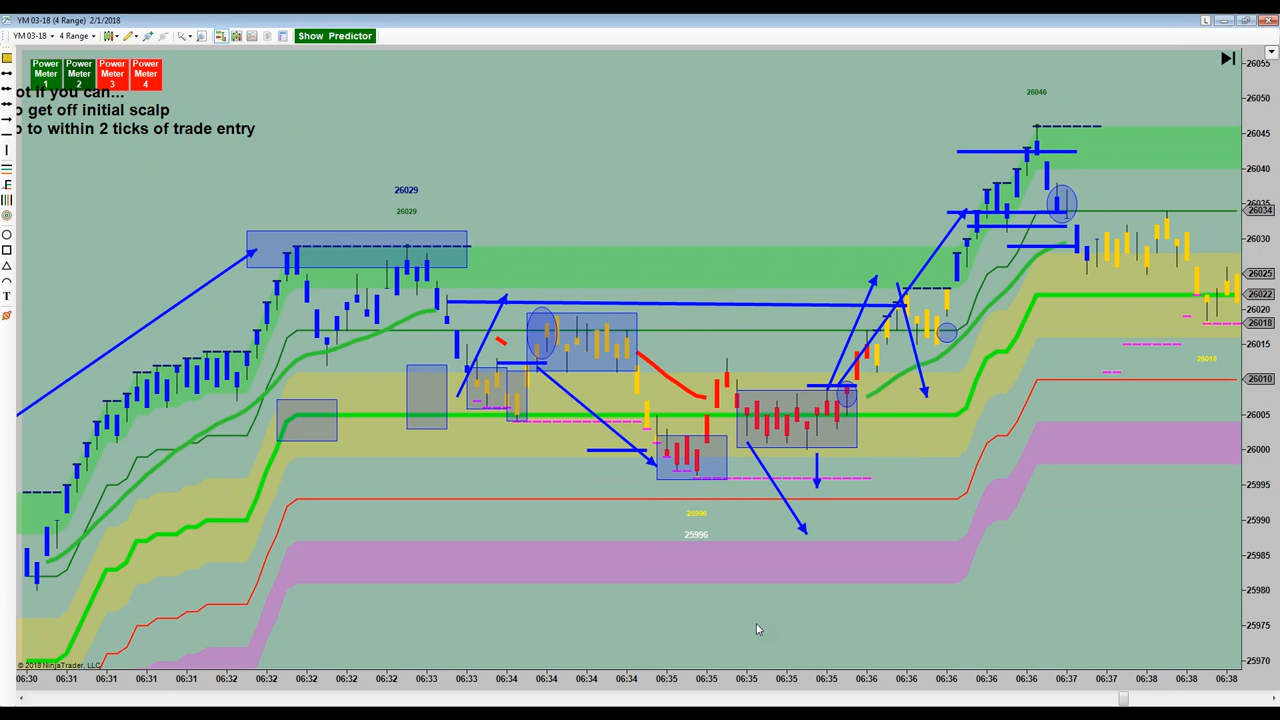 YM 03-18 (4 Range) 2/1/2018
L
YM 03-18 4 Range Show Predictor
Power Meter 1
Power Meter 2
Power Meter 3
Power Meter 4
ot if you can...
o get off initial scalp
p to within 2 ticks of trade entry
26029
26029
26046
25996
25996
26018
26055
26050
26045
26040
26035
26034
26030
26025
26022
26018
26015
26010
26005
26000
25995
25990
25985
25980
25975
25970
© 2018 NinjaTrader, LLC
06:30 06:31 06:31 06:31 06:32 06:32 06:32 06:32 06:32 06:33 06:33 06:33 06:34 06:34 06:34 06:34 06:35 06:35 06:35 06:35 06:35 06:36 06:36 06:36 06:36 06:37 06:37 06:38 06:38 06:38